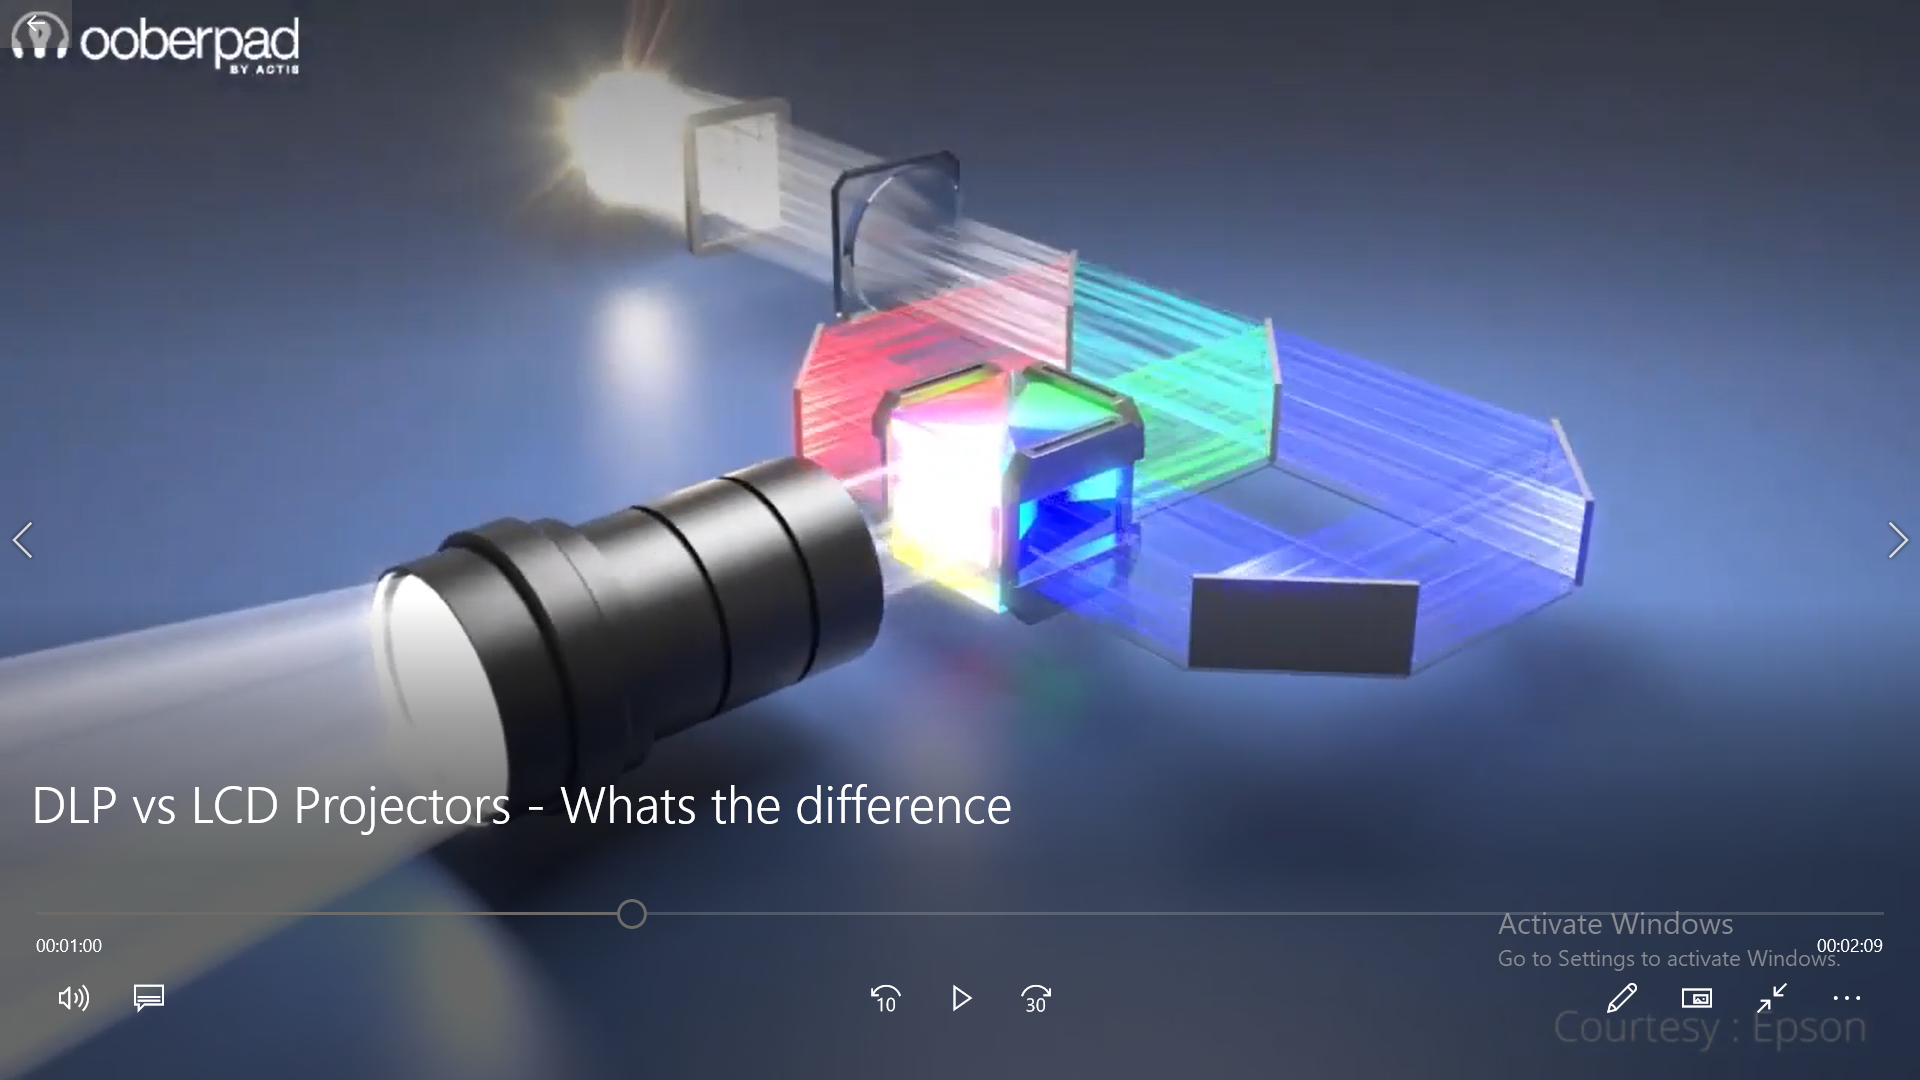 ooberpad
BY ACTIS
DLP vs LCD Projectors - Whats the difference
Activate Windows
00:01:00
00:02:09
Go to Settings to activate Windows.
10
30
Courtesy : Epson